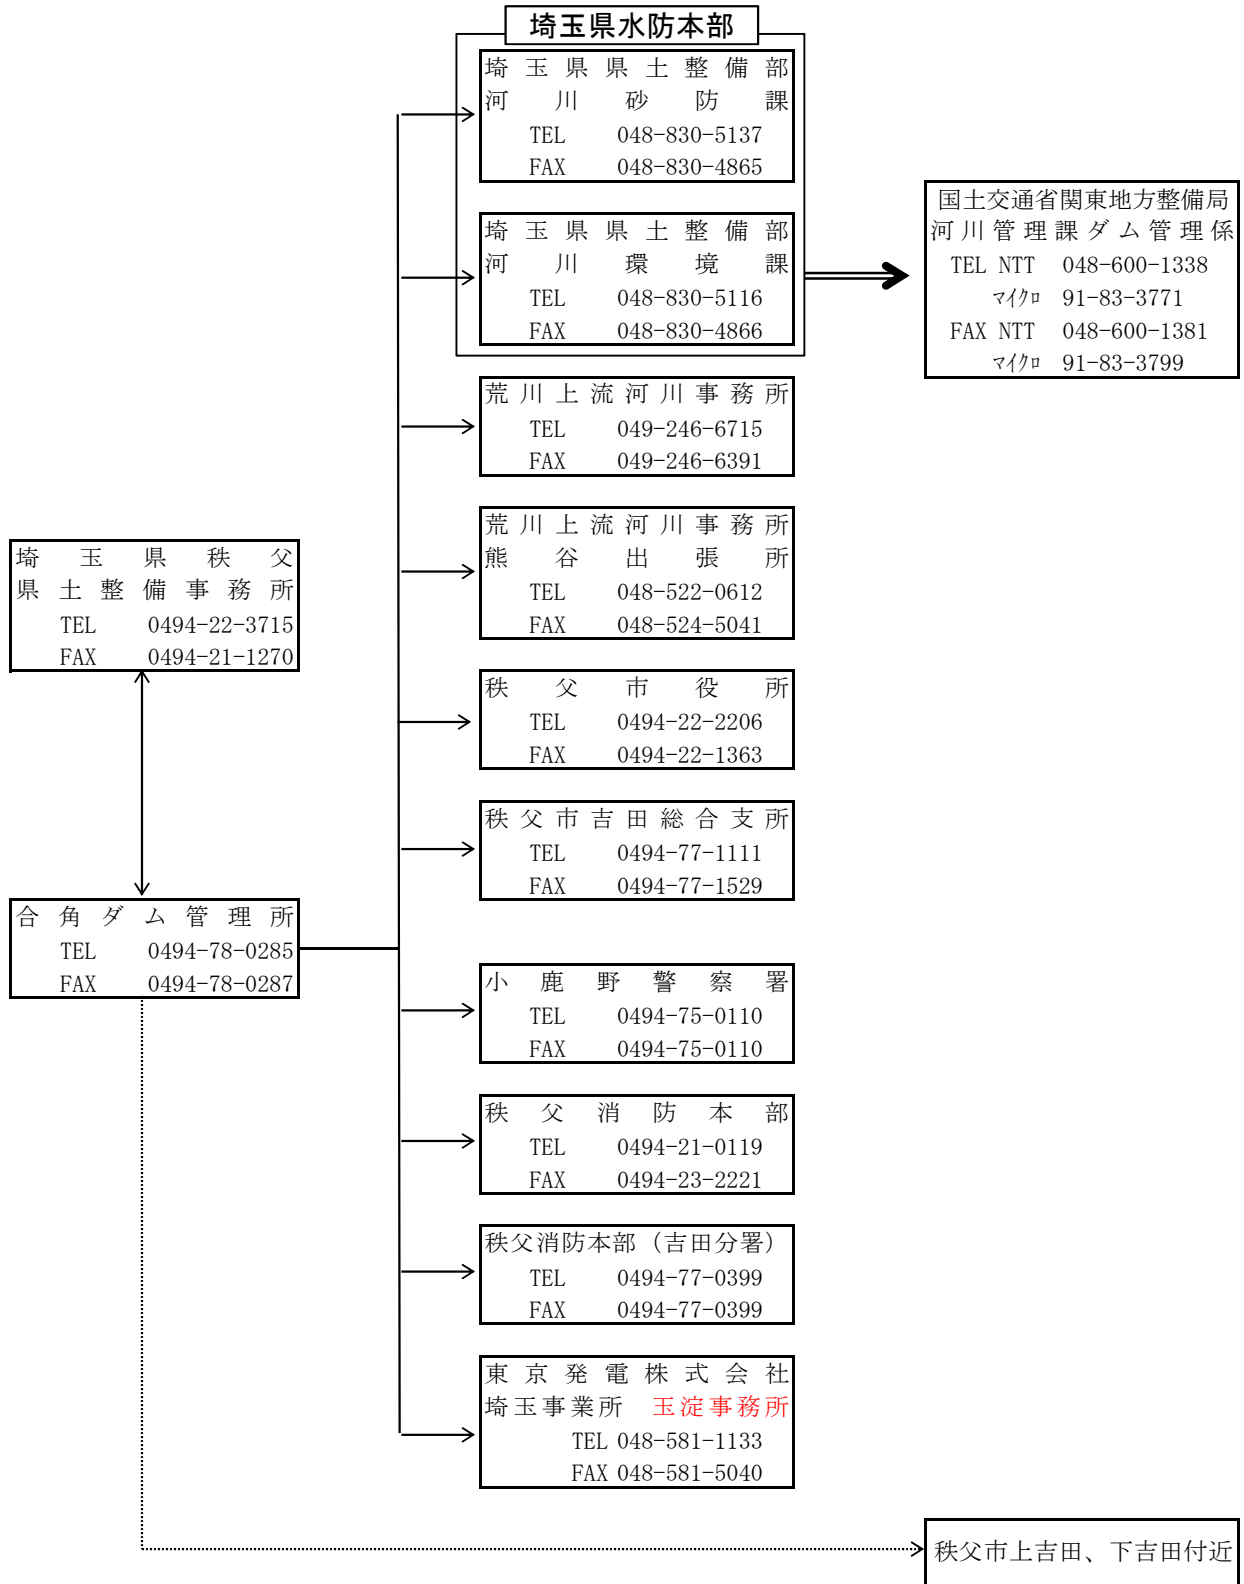 埼玉県水防本部
埼玉県県土整備部
河川砂防課
TEL 048-830-5137
FAX 048-830-4865
埼玉県県土整備部
河川環境課
TEL 048-830-5116
FAX 048-830-4866
国土交通省関東地方整備局
河川管理課ダム管理係
TEL NTT 048-600-1338
ﾏｲｸﾛ 91-83-3771
FAX NTT 048-600-1381
ﾏｲｸﾛ 91-83-3799
荒川上流河川事務所
TEL 049-246-6715
FAX 049-246-6391
荒川上流河川事務所
熊谷出張所
TEL 048-522-0612
FAX 048-524-5041
埼玉県秩父
県土整備事務所
TEL 0494-22-3715
FAX 0494-21-1270
秩父市役所
TEL 0494-22-2206
FAX 0494-22-1363
秩父市吉田総合支所
TEL 0494-77-1111
FAX 0494-77-1529
合角ダム管理所
TEL 0494-78-0285
FAX 0494-78-0287
小鹿野警察署
TEL 0494-75-0110
FAX 0494-75-0110
秩父消防本部
TEL 0494-21-0119
FAX 0494-23-2221
秩父消防本部（吉田分署）
TEL 0494-77-0399
FAX 0494-77-0399
東京発電株式会社
埼玉事業所　玉淀事務所
TEL 048-581-1133
FAX 048-581-5040
秩父市上吉田、下吉田付近